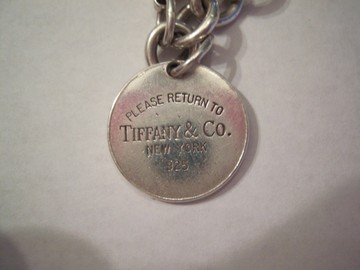 PLEASE RETURN TO
TIFFANY & CO.
NEW YORK
925